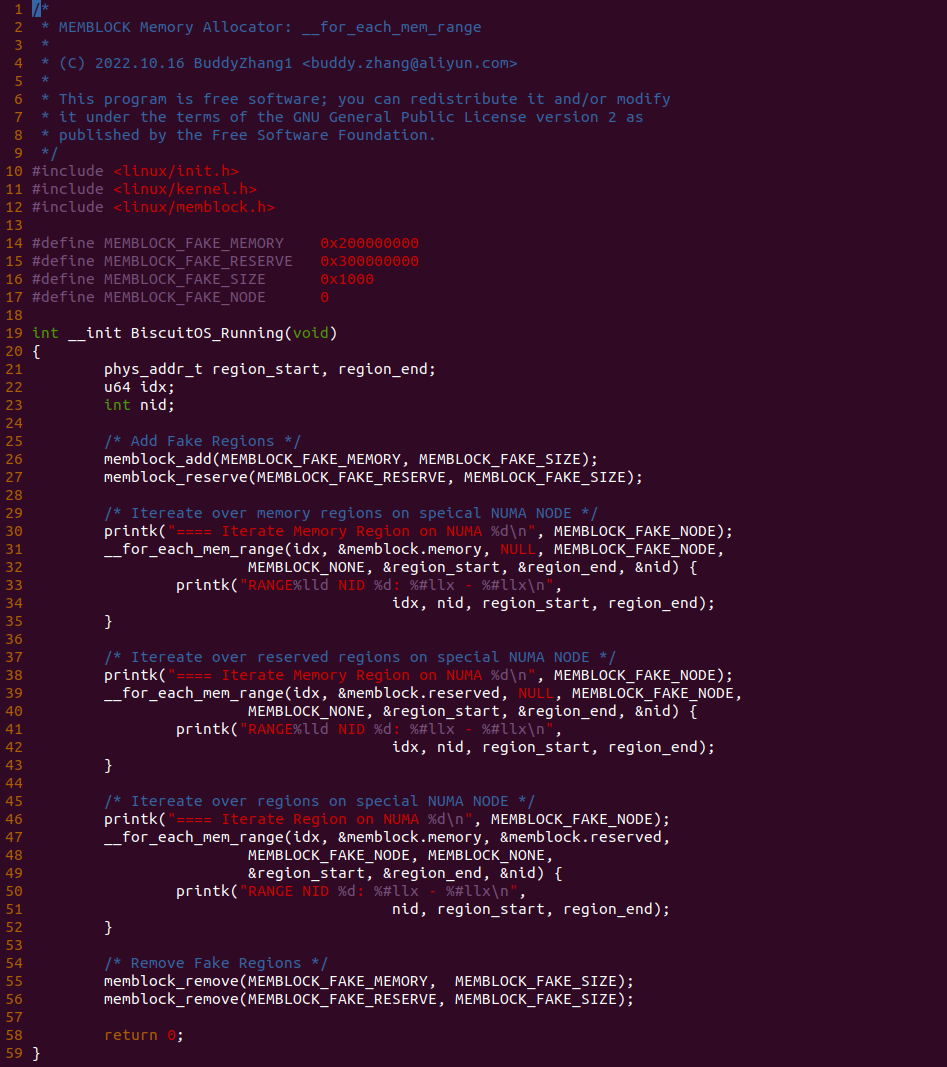 1 /*
2  * MEMBLOCK Memory Allocator: __for_each_mem_range
3  *
4  * (C) 2022.10.16 BuddyZhang1 <buddy.zhang@aliyun.com>
5  *
6  * This program is free software; you can redistribute it and/or modify
7  * it under the terms of the GNU General Public License version 2 as
8  * published by the Free Software Foundation.
9  */
10 #include <linux/init.h>
11 #include <linux/kernel.h>
12 #include <linux/memblock.h>
13
14 #define MEMBLOCK_FAKE_MEMORY    0x200000000
15 #define MEMBLOCK_FAKE_RESERVE   0x300000000
16 #define MEMBLOCK_FAKE_SIZE      0x1000
17 #define MEMBLOCK_FAKE_NODE      0
18
19 int __init BiscuitOS_Running(void)
20 {
21         phys_addr_t region_start, region_end;
22         u64 idx;
23         int nid;
24
25         /* Add Fake Regions */
26         memblock_add(MEMBLOCK_FAKE_MEMORY, MEMBLOCK_FAKE_SIZE);
27         memblock_reserve(MEMBLOCK_FAKE_RESERVE, MEMBLOCK_FAKE_SIZE);
28
29         /* Itereate over memory regions on speical NUMA NODE */
30         printk("==== Iterate Memory Region on NUMA %d\n", MEMBLOCK_FAKE_NODE);
31         __for_each_mem_range(idx, &memblock.memory, NULL, MEMBLOCK_FAKE_NODE,
32                         MEMBLOCK_NONE, &region_start, &region_end, &nid) {
33                 printk("RANGE%lld NID %d: %#llx - %#llx\n",
34                                         idx, nid, region_start, region_end);
35         }
36
37         /* Itereate over reserved regions on special NUMA NODE */
38         printk("==== Iterate Memory Region on NUMA %d\n", MEMBLOCK_FAKE_NODE);
39         __for_each_mem_range(idx, &memblock.reserved, NULL, MEMBLOCK_FAKE_NODE,
40                         MEMBLOCK_NONE, &region_start, &region_end, &nid) {
41                 printk("RANGE%lld NID %d: %#llx - %#llx\n",
42                                         idx, nid, region_start, region_end);
43         }
44
45         /* Itereate over regions on special NUMA NODE */
46         printk("==== Iterate Region on NUMA %d\n", MEMBLOCK_FAKE_NODE);
47         __for_each_mem_range(idx, &memblock.memory, &memblock.reserved,
48                         MEMBLOCK_FAKE_NODE, MEMBLOCK_NONE,
49                         &region_start, &region_end, &nid) {
50                 printk("RANGE NID %d: %#llx - %#llx\n",
51                                         nid, region_start, region_end);
52         }
53
54         /* Remove Fake Regions */
55         memblock_remove(MEMBLOCK_FAKE_MEMORY,  MEMBLOCK_FAKE_SIZE);
56         memblock_remove(MEMBLOCK_FAKE_RESERVE, MEMBLOCK_FAKE_SIZE);
57
58         return 0;
59 }